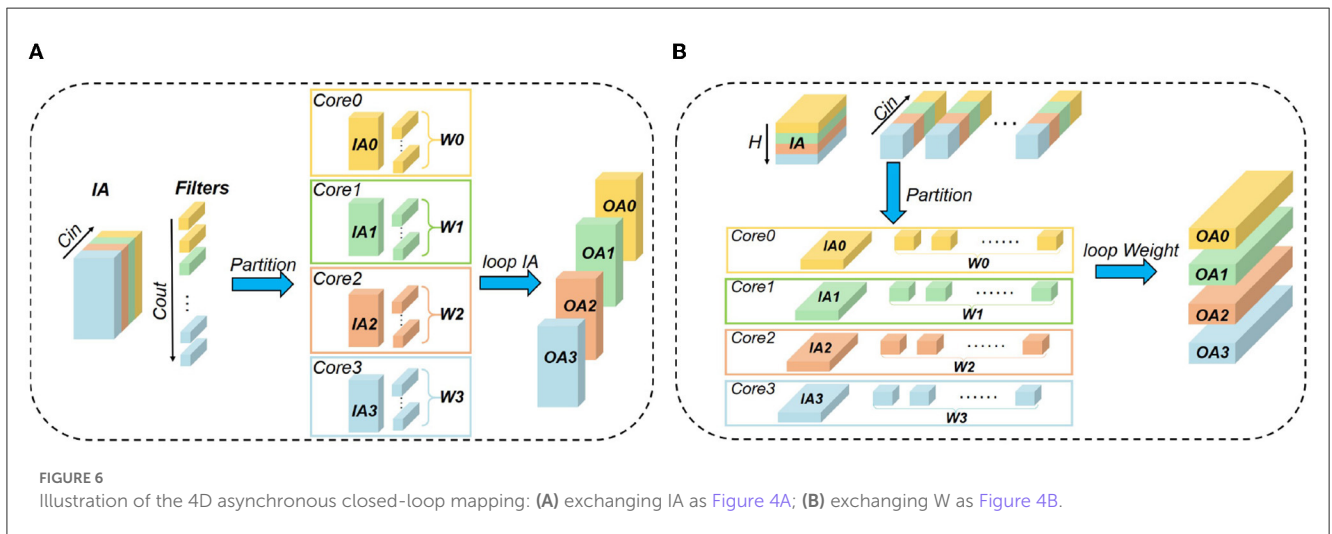 A
IA
Cin
Filters
Cout
...
Partition
Core0
IA0
W0
Core1
IA1
W1
Core2
IA2
W2
Core3
IA3
W3
loop IA
OA0
OA1
OA2
OA3
B
H
IA
Cin
...
Partition
Core0
IA0
......
W0
Core1
IA1
......
W1
Core2
IA2
......
W2
Core3
IA3
......
W3
loop Weight
OA0
OA1
OA2
OA3
FIGURE 6
Illustration of the 4D asynchronous closed-loop mapping: (A) exchanging IA as Figure 4A; (B) exchanging W as Figure 4B.